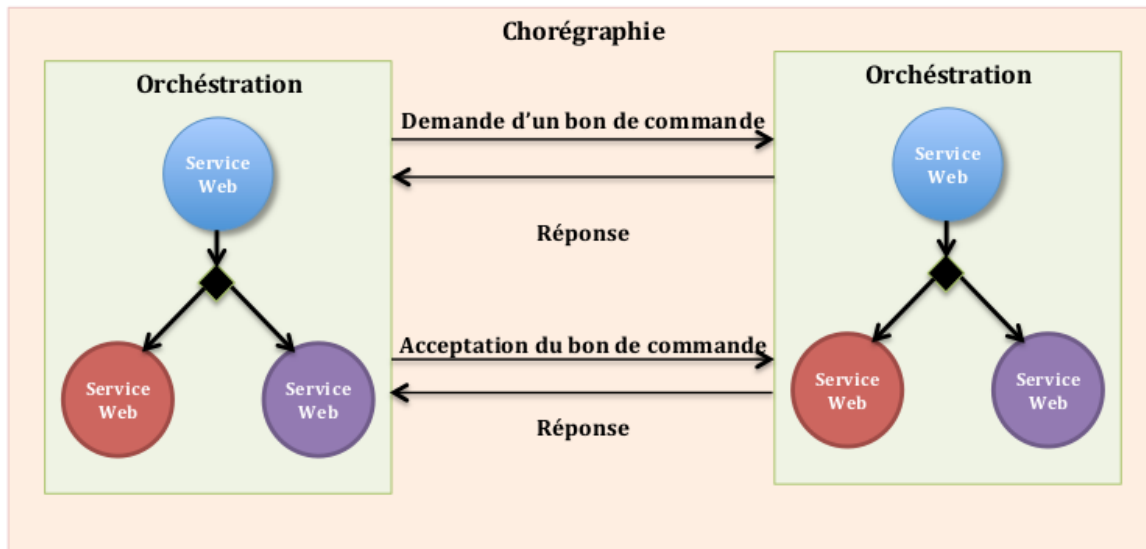 Chorégraphie
Orchéstration
Service
Web
Service
Web
Service
Web
Demande d'un bon de commande
Réponse
Acceptation du bon de commande
Réponse
Orchéstration
Service
Web
Service
Web
Service
Web